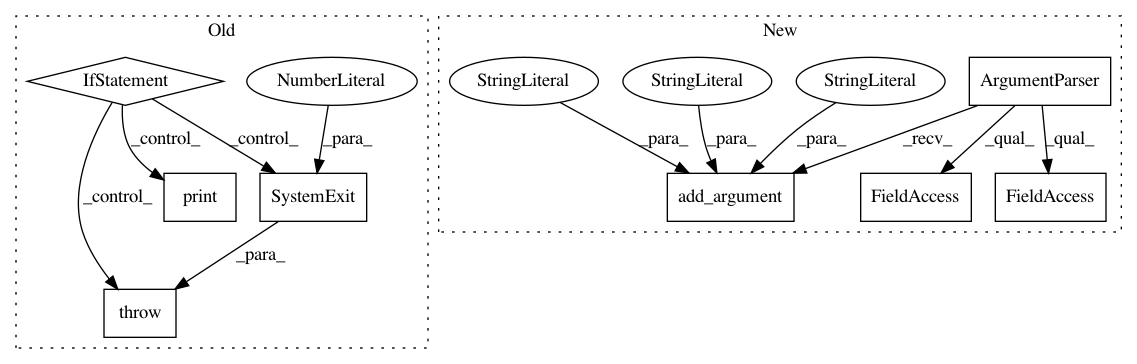 Old
New
IfStatement
NumberLiteral
StringLiteral
StringLiteral
StringLiteral
ArgumentParser
_control_
_control_
_para_
_para_
_para_
_para_
_recv_
_qual_
_qual_
_control_
print
SystemExit
add_argument
FieldAccess
FieldAccess
_para_
throw